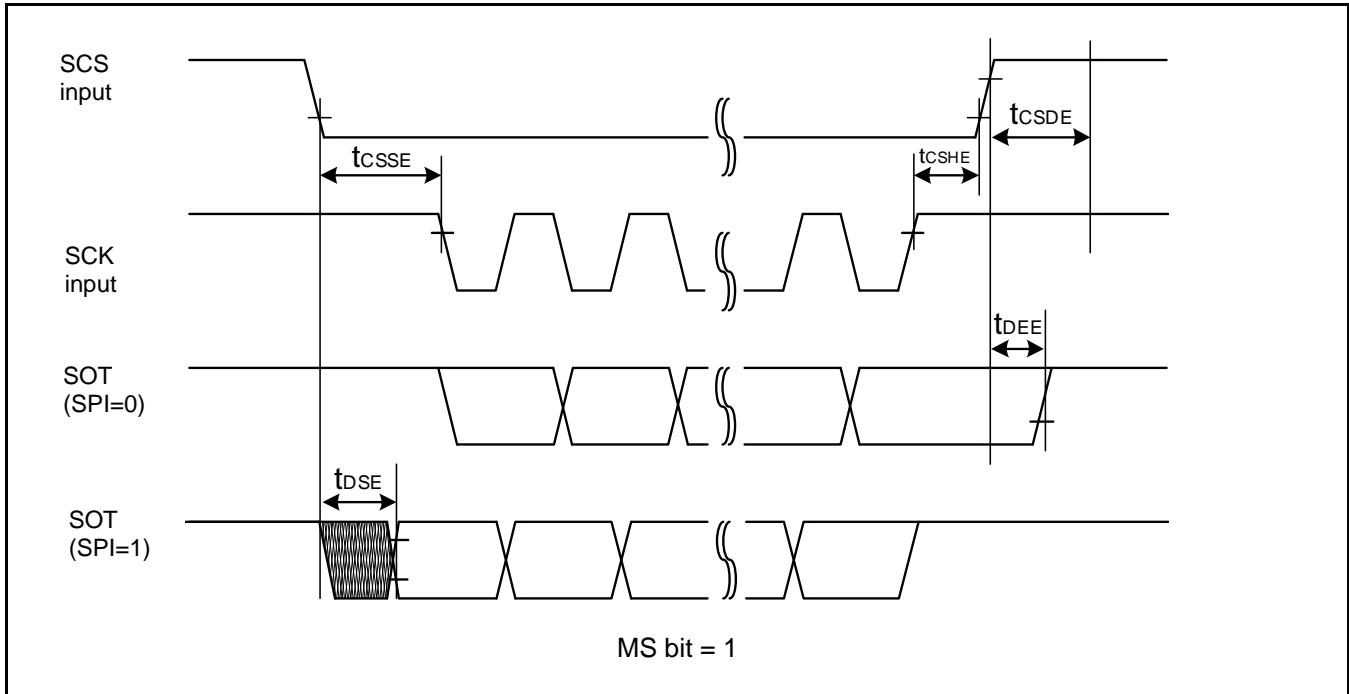 SCS
input
tCSDE
tCSSE
tCSHE
SCK
input
tDEE
SOT
(SPI=0)
tDSE
SOT
(SPI=1)
MS bit = 1